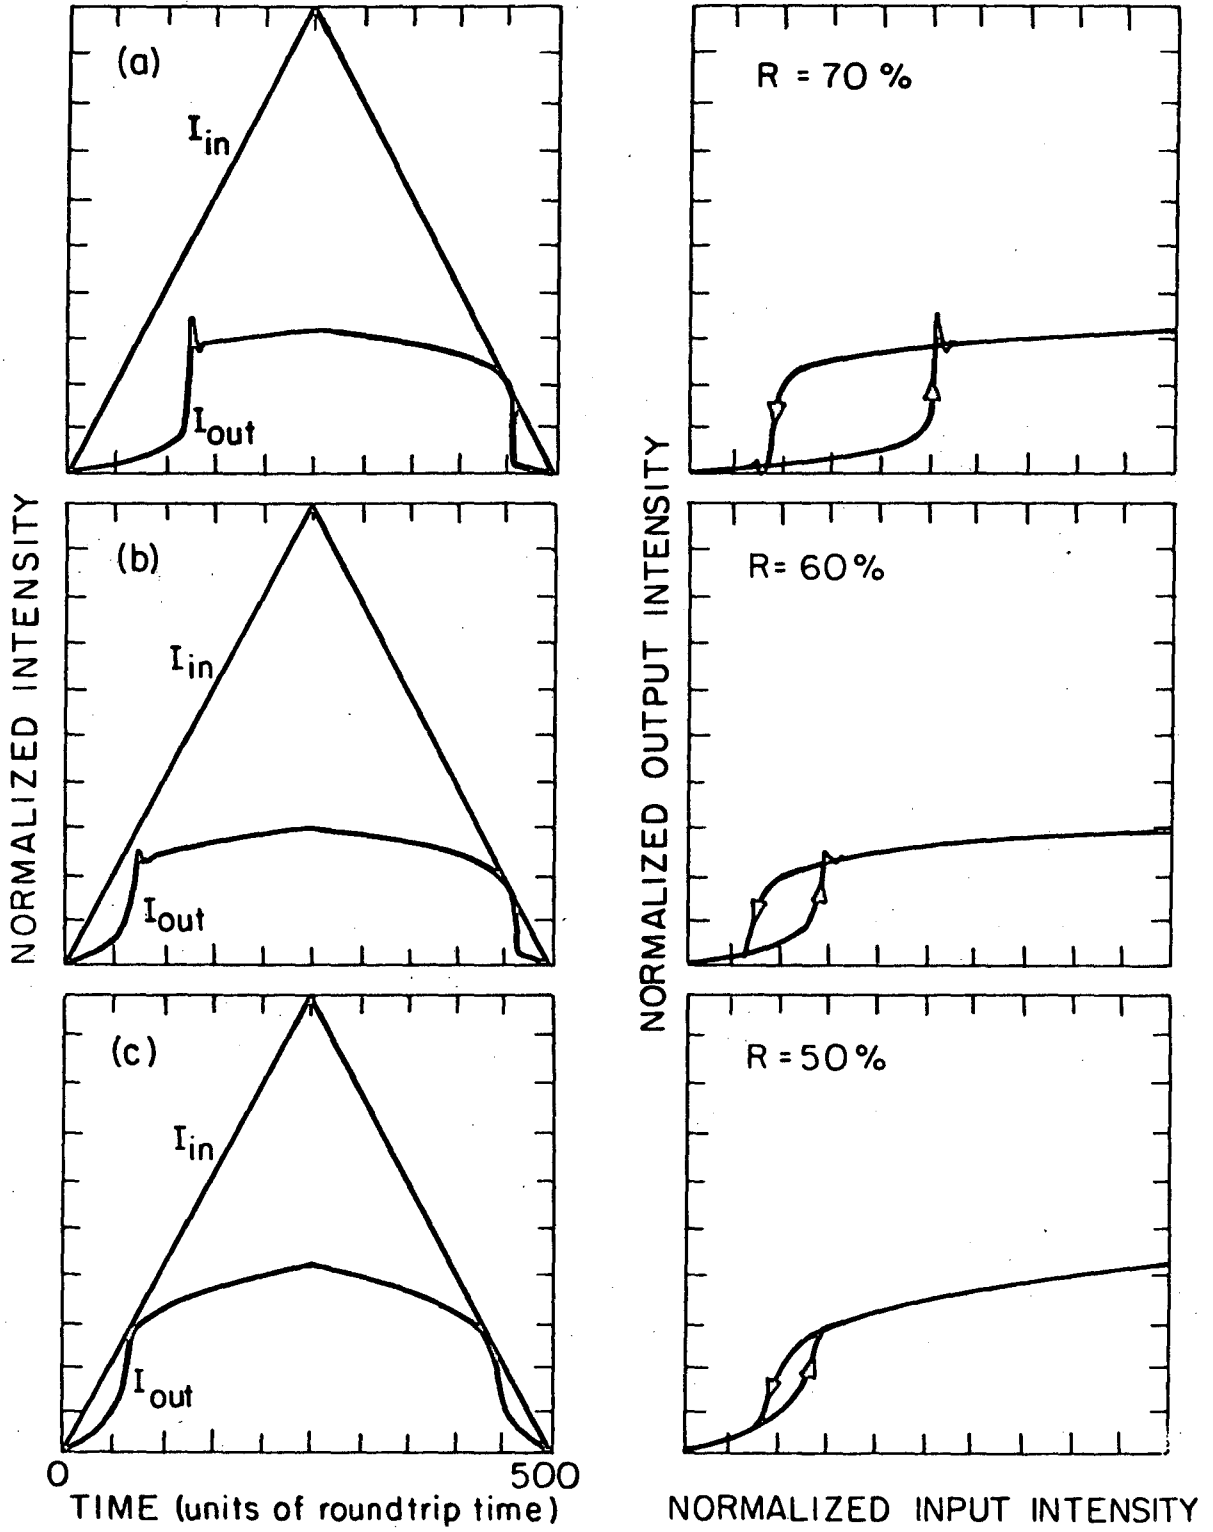 (a)
I_in
I_out
R = 70 %
(b)
I_in
I_out
R= 60%
(c)
I_in
I_out
R = 50%
NORMALIZED INTENSITY
NORMALIZED OUTPUT INTENSITY
0
500
TIME (units of roundtrip time)
NORMALIZED INPUT INTENSITY